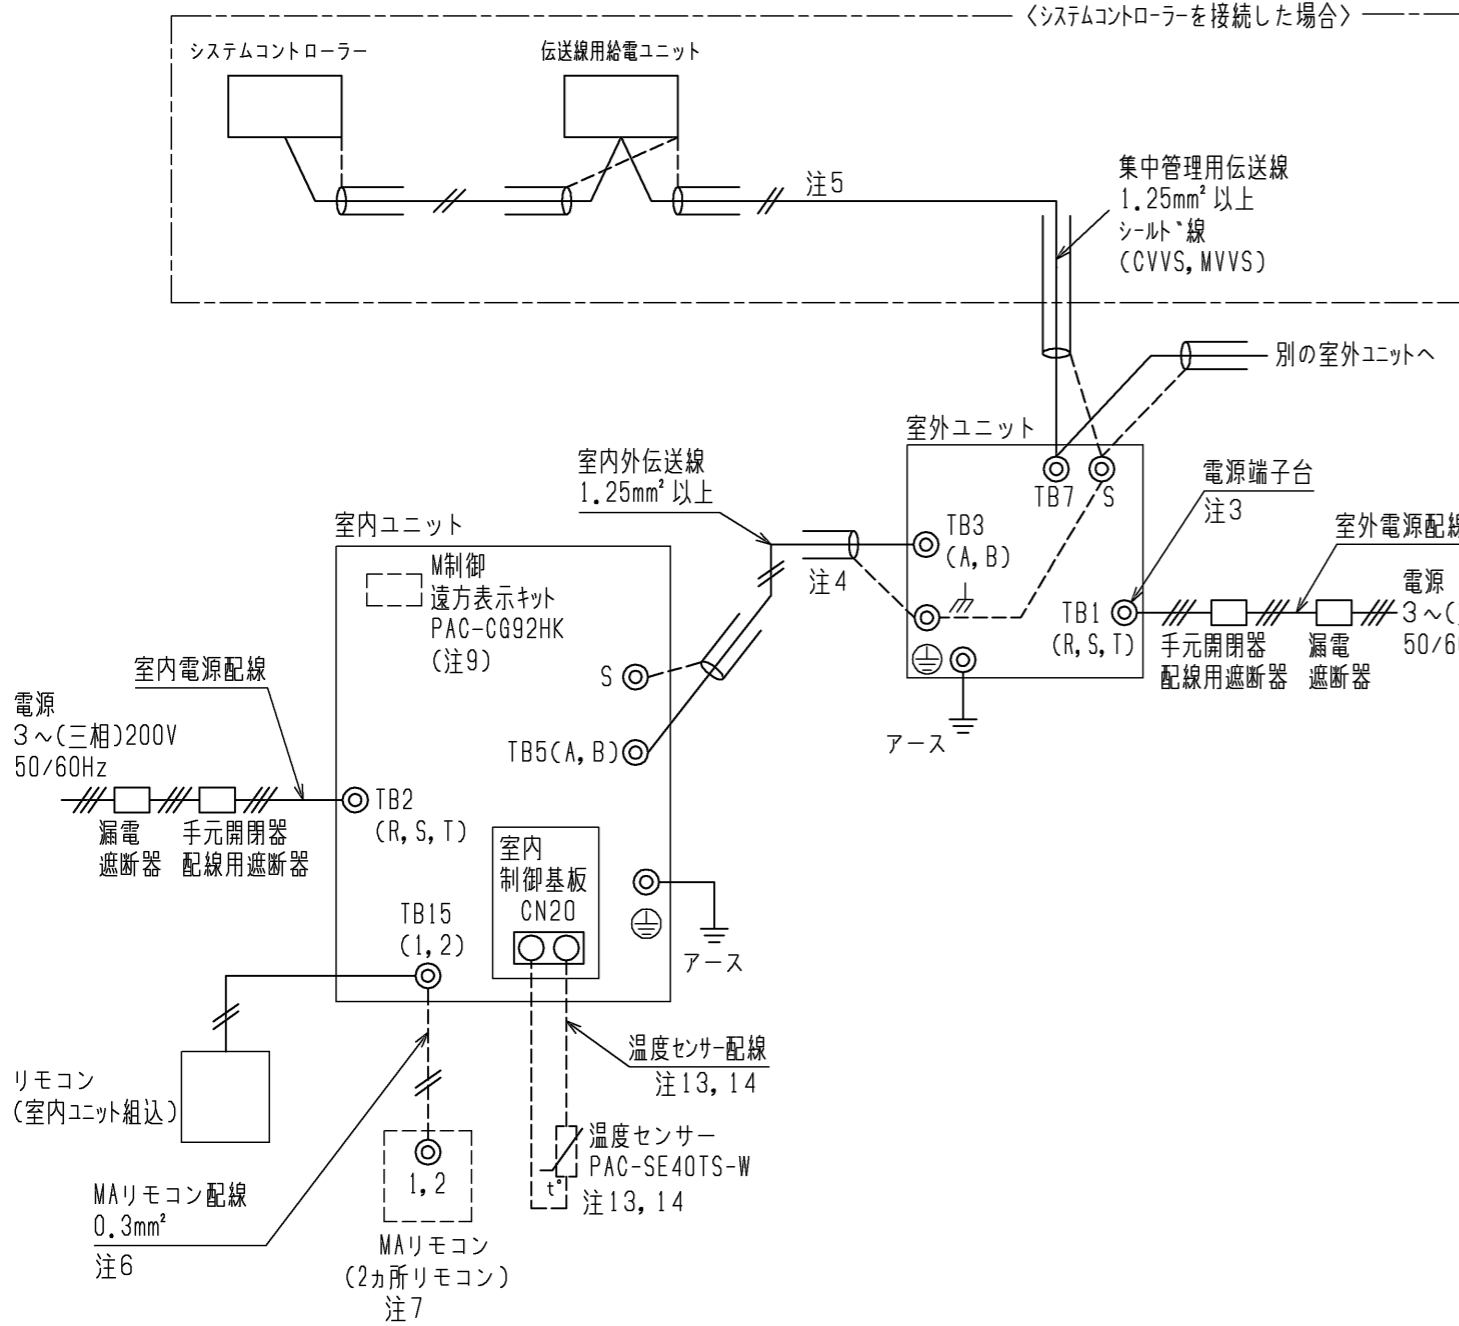 〈システムコントローラーを接続した場合〉
システムコントローラー
伝送線用給電ユニット
注5
集中管理用伝送線
1.25mm²以上
シールド線
(CVVS,MVVS)
別の室外ユニットへ
室外ユニット
TB7
S
電源端子台
注3
室外電源配線
電源
3～(
50/6
室内外伝送線
1.25mm²以上
TB3
(A,B)
注4
TB1
(R,S,T)
手元開閉器
配線用遮断器
漏電
遮断器
アース
室内ユニット
M制御
遠方表示キット
PAC-CG92HK
(注9)
S
TB5(A,B)
室内電源配線
電源
3～(三相)200V
50/60Hz
漏電
遮断器
手元開閉器
配線用遮断器
TB2
(R,S,T)
室内
制御基板
CN20
アース
TB15
(1,2)
リモコン
(室内ユニット組込)
温度センサー配線
注13,14
温度センサー
PAC-SE40TS-W
注13,14
t°
1,2
MAリモコン配線
0.3mm²
注6
MAリモコン
(2ヵ所リモコン)
注7